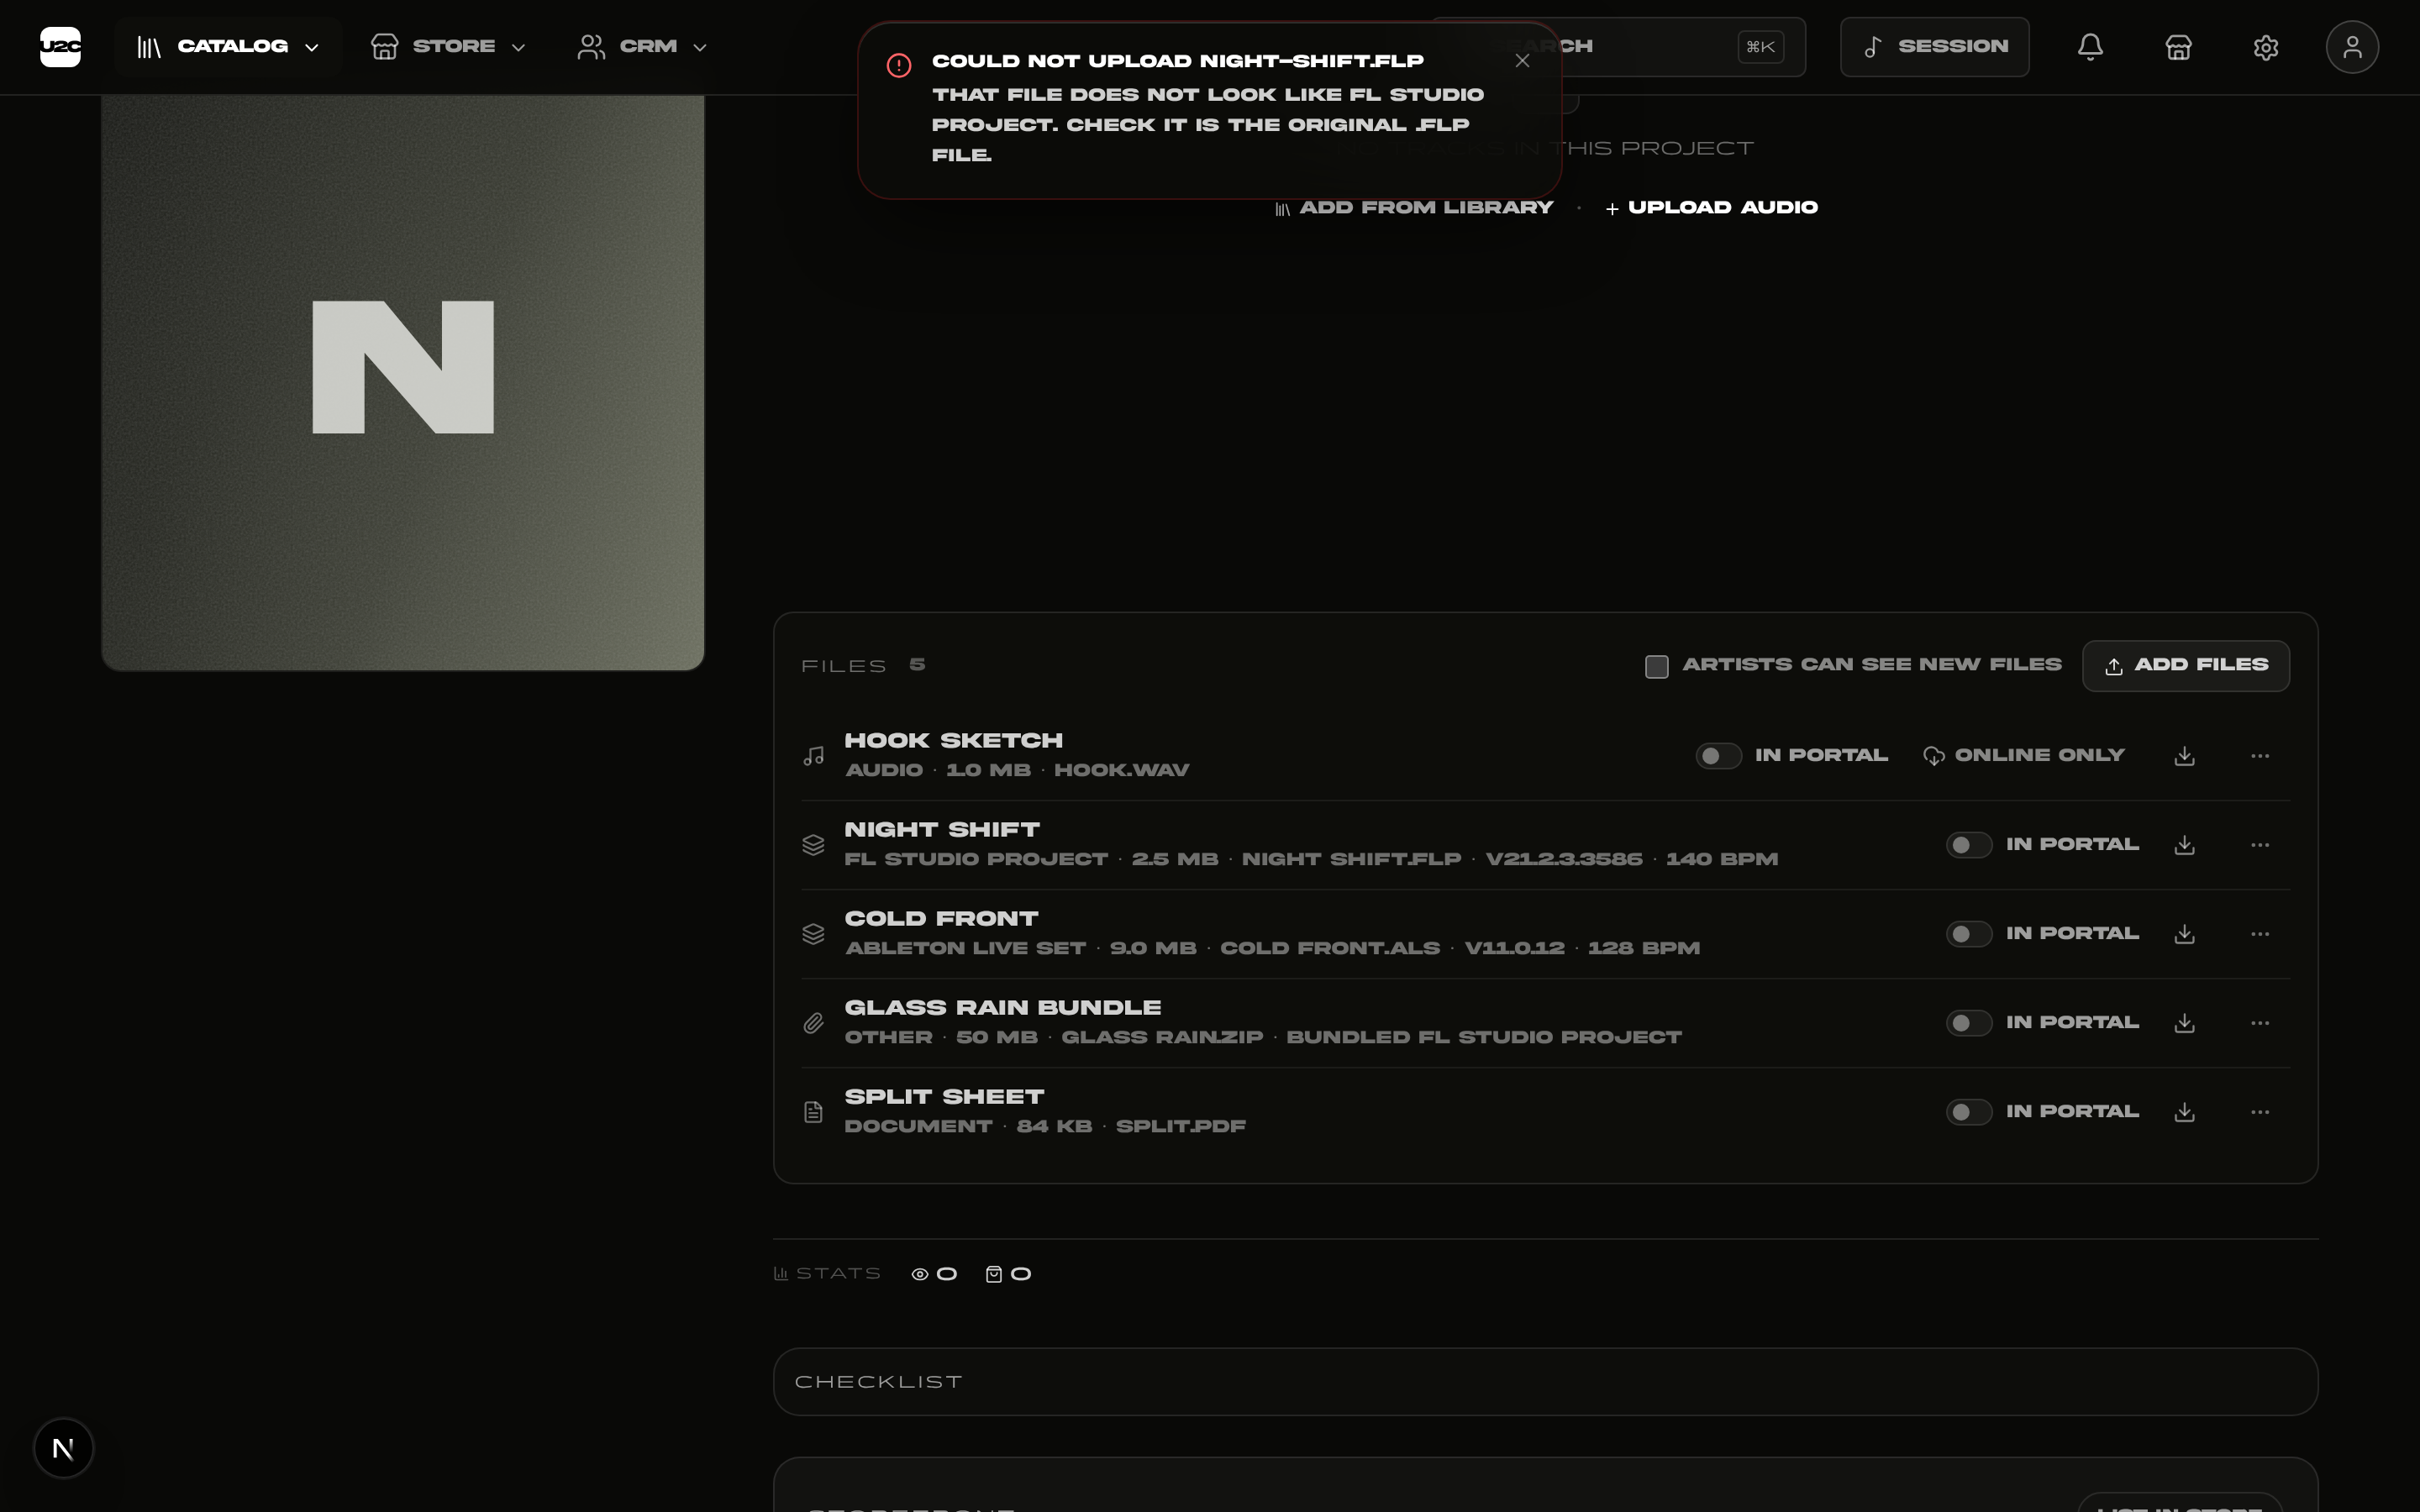 U2C CATALOG STORE CRM ⌘K SESSION
COULD NOT UPLOAD NIGHT-SHIFT.FLP
THAT FILE DOES NOT LOOK LIKE FL STUDIO
PROJECT. CHECK IT IS THE ORIGINAL .FLP
FILE.
IN THIS PROJECT
ADD FROM LIBRARY · + UPLOAD AUDIO
N
FILES 5 ARTISTS CAN SEE NEW FILES ADD FILES
HOOK SKETCH
AUDIO · 1.0 MB · HOOK.WAV
IN PORTAL ONLINE ONLY
NIGHT SHIFT
FL STUDIO PROJECT · 2.5 MB · NIGHT SHIFT.FLP · V21.2.3.3586 · 140 BPM
IN PORTAL
COLD FRONT
ABLETON LIVE SET · 9.0 MB · COLD FRONT.ALS · V11.0.12 · 128 BPM
IN PORTAL
GLASS RAIN BUNDLE
OTHER · 50 MB · GLASS RAIN.ZIP · BUNDLED FL STUDIO PROJECT
IN PORTAL
SPLIT SHEET
DOCUMENT · 84 KB · SPLIT.PDF
IN PORTAL
STATS 0 0
CHECKLIST
N